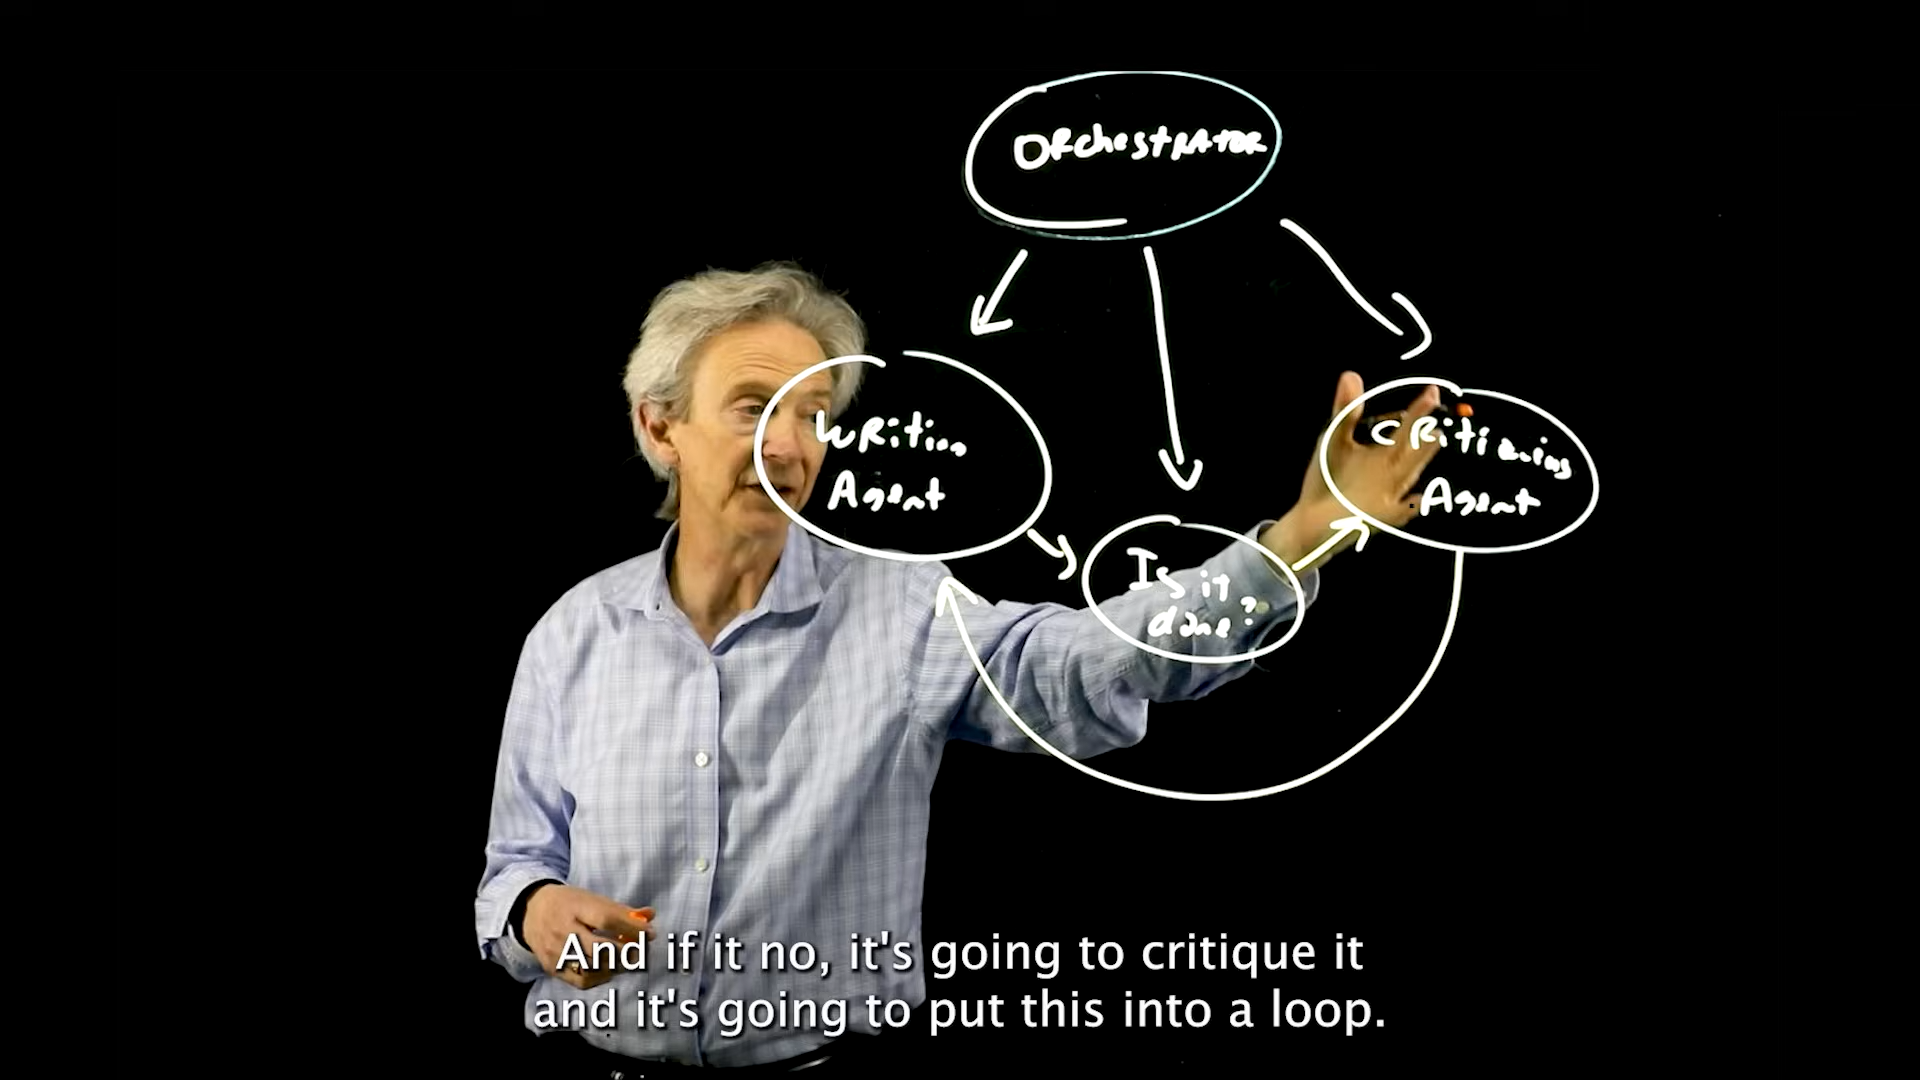 ORchestRATOR
WRiting
Agent
CRitiquing
Agent
Is it
done?
And if it no, it's going to critique it
and it's going to put this into a loop.